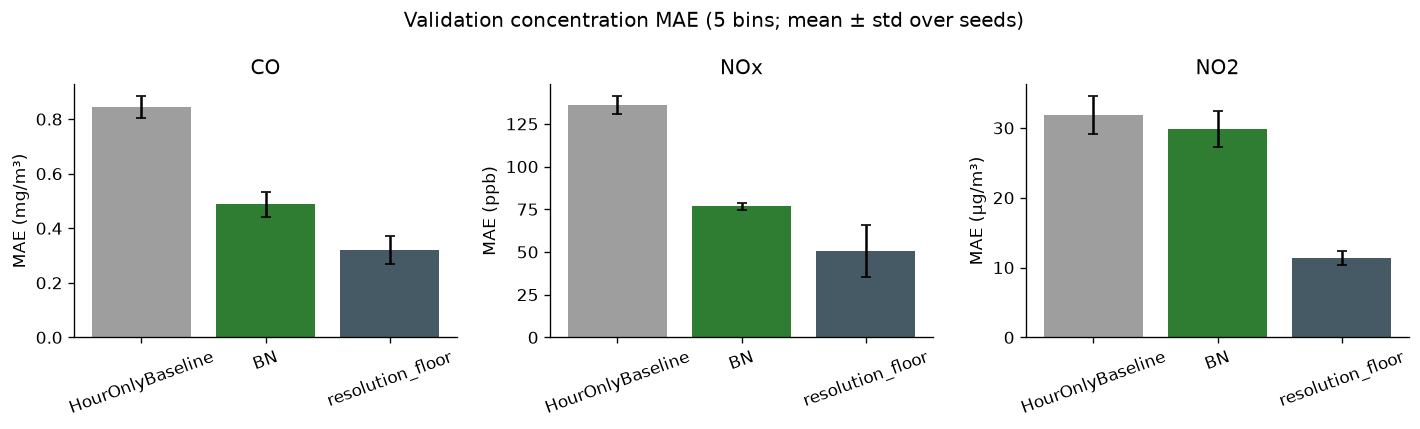 Validation concentration MAE (5 bins; mean ± std over seeds)
CO
MAE (mg/m³)
0.8
0.6
0.4
0.2
0.0
HourOnlyBaseline
BN
resolution_floor
NOx
MAE (ppb)
125
100
75
50
25
0
HourOnlyBaseline
BN
resolution_floor
NO2
MAE (µg/m³)
30
20
10
0
HourOnlyBaseline
BN
resolution_floor